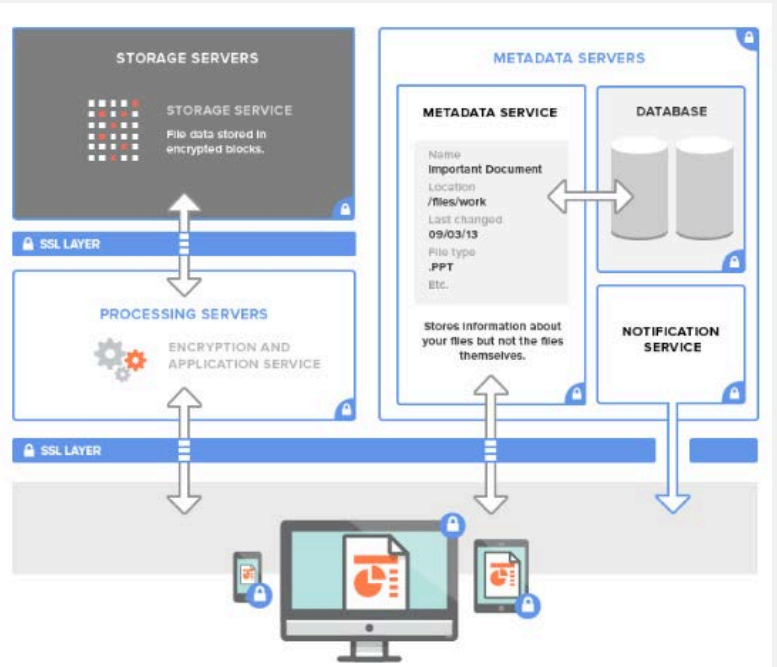 STORAGE SERVERS
STORAGE SERVICE
File data stored in
encrypted blocks.
SSL LAYER
PROCESSING SERVERS
ENCRYPTION AND
APPLICATION SERVICE
METADATA SERVERS
METADATA SERVICE
Name
Important Document
Location
/files/work
Last changed
09/03/13
File type
.PPT
Etc.
Stores information about
your files but not the files
themselves.
DATABASE
NOTIFICATION
SERVICE
SSL LAYER